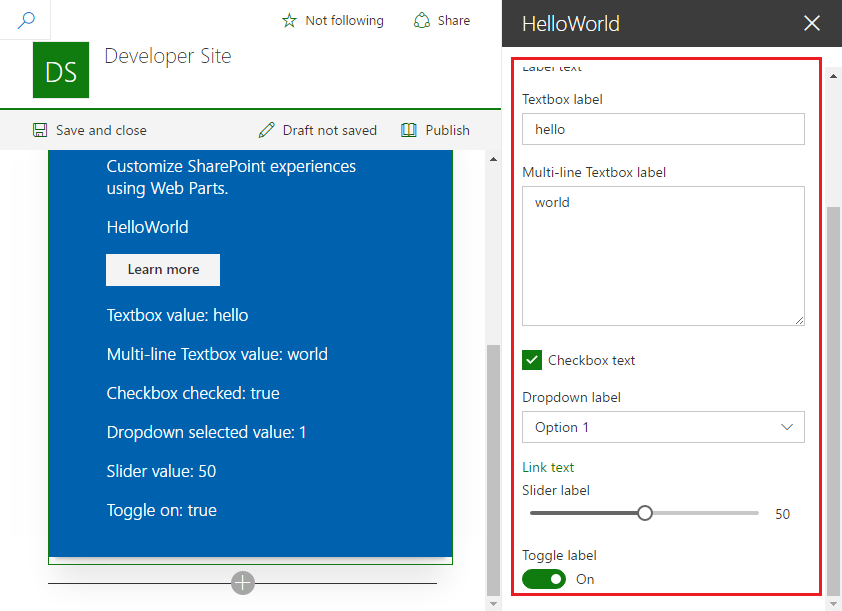 Not following
Share
DS
Developer Site
Save and close
Draft not saved
Publish
Customize SharePoint experiences
using Web Parts.
HelloWorld
Learn more
Textbox value: hello
Multi-line Textbox value: world
Checkbox checked: true
Dropdown selected value: 1
Slider value: 50
Toggle on: true
HelloWorld
Label text
Textbox label
hello
Multi-line Textbox label
world
Checkbox text
Dropdown label
Option 1
Link text
Slider label
50
Toggle label
On